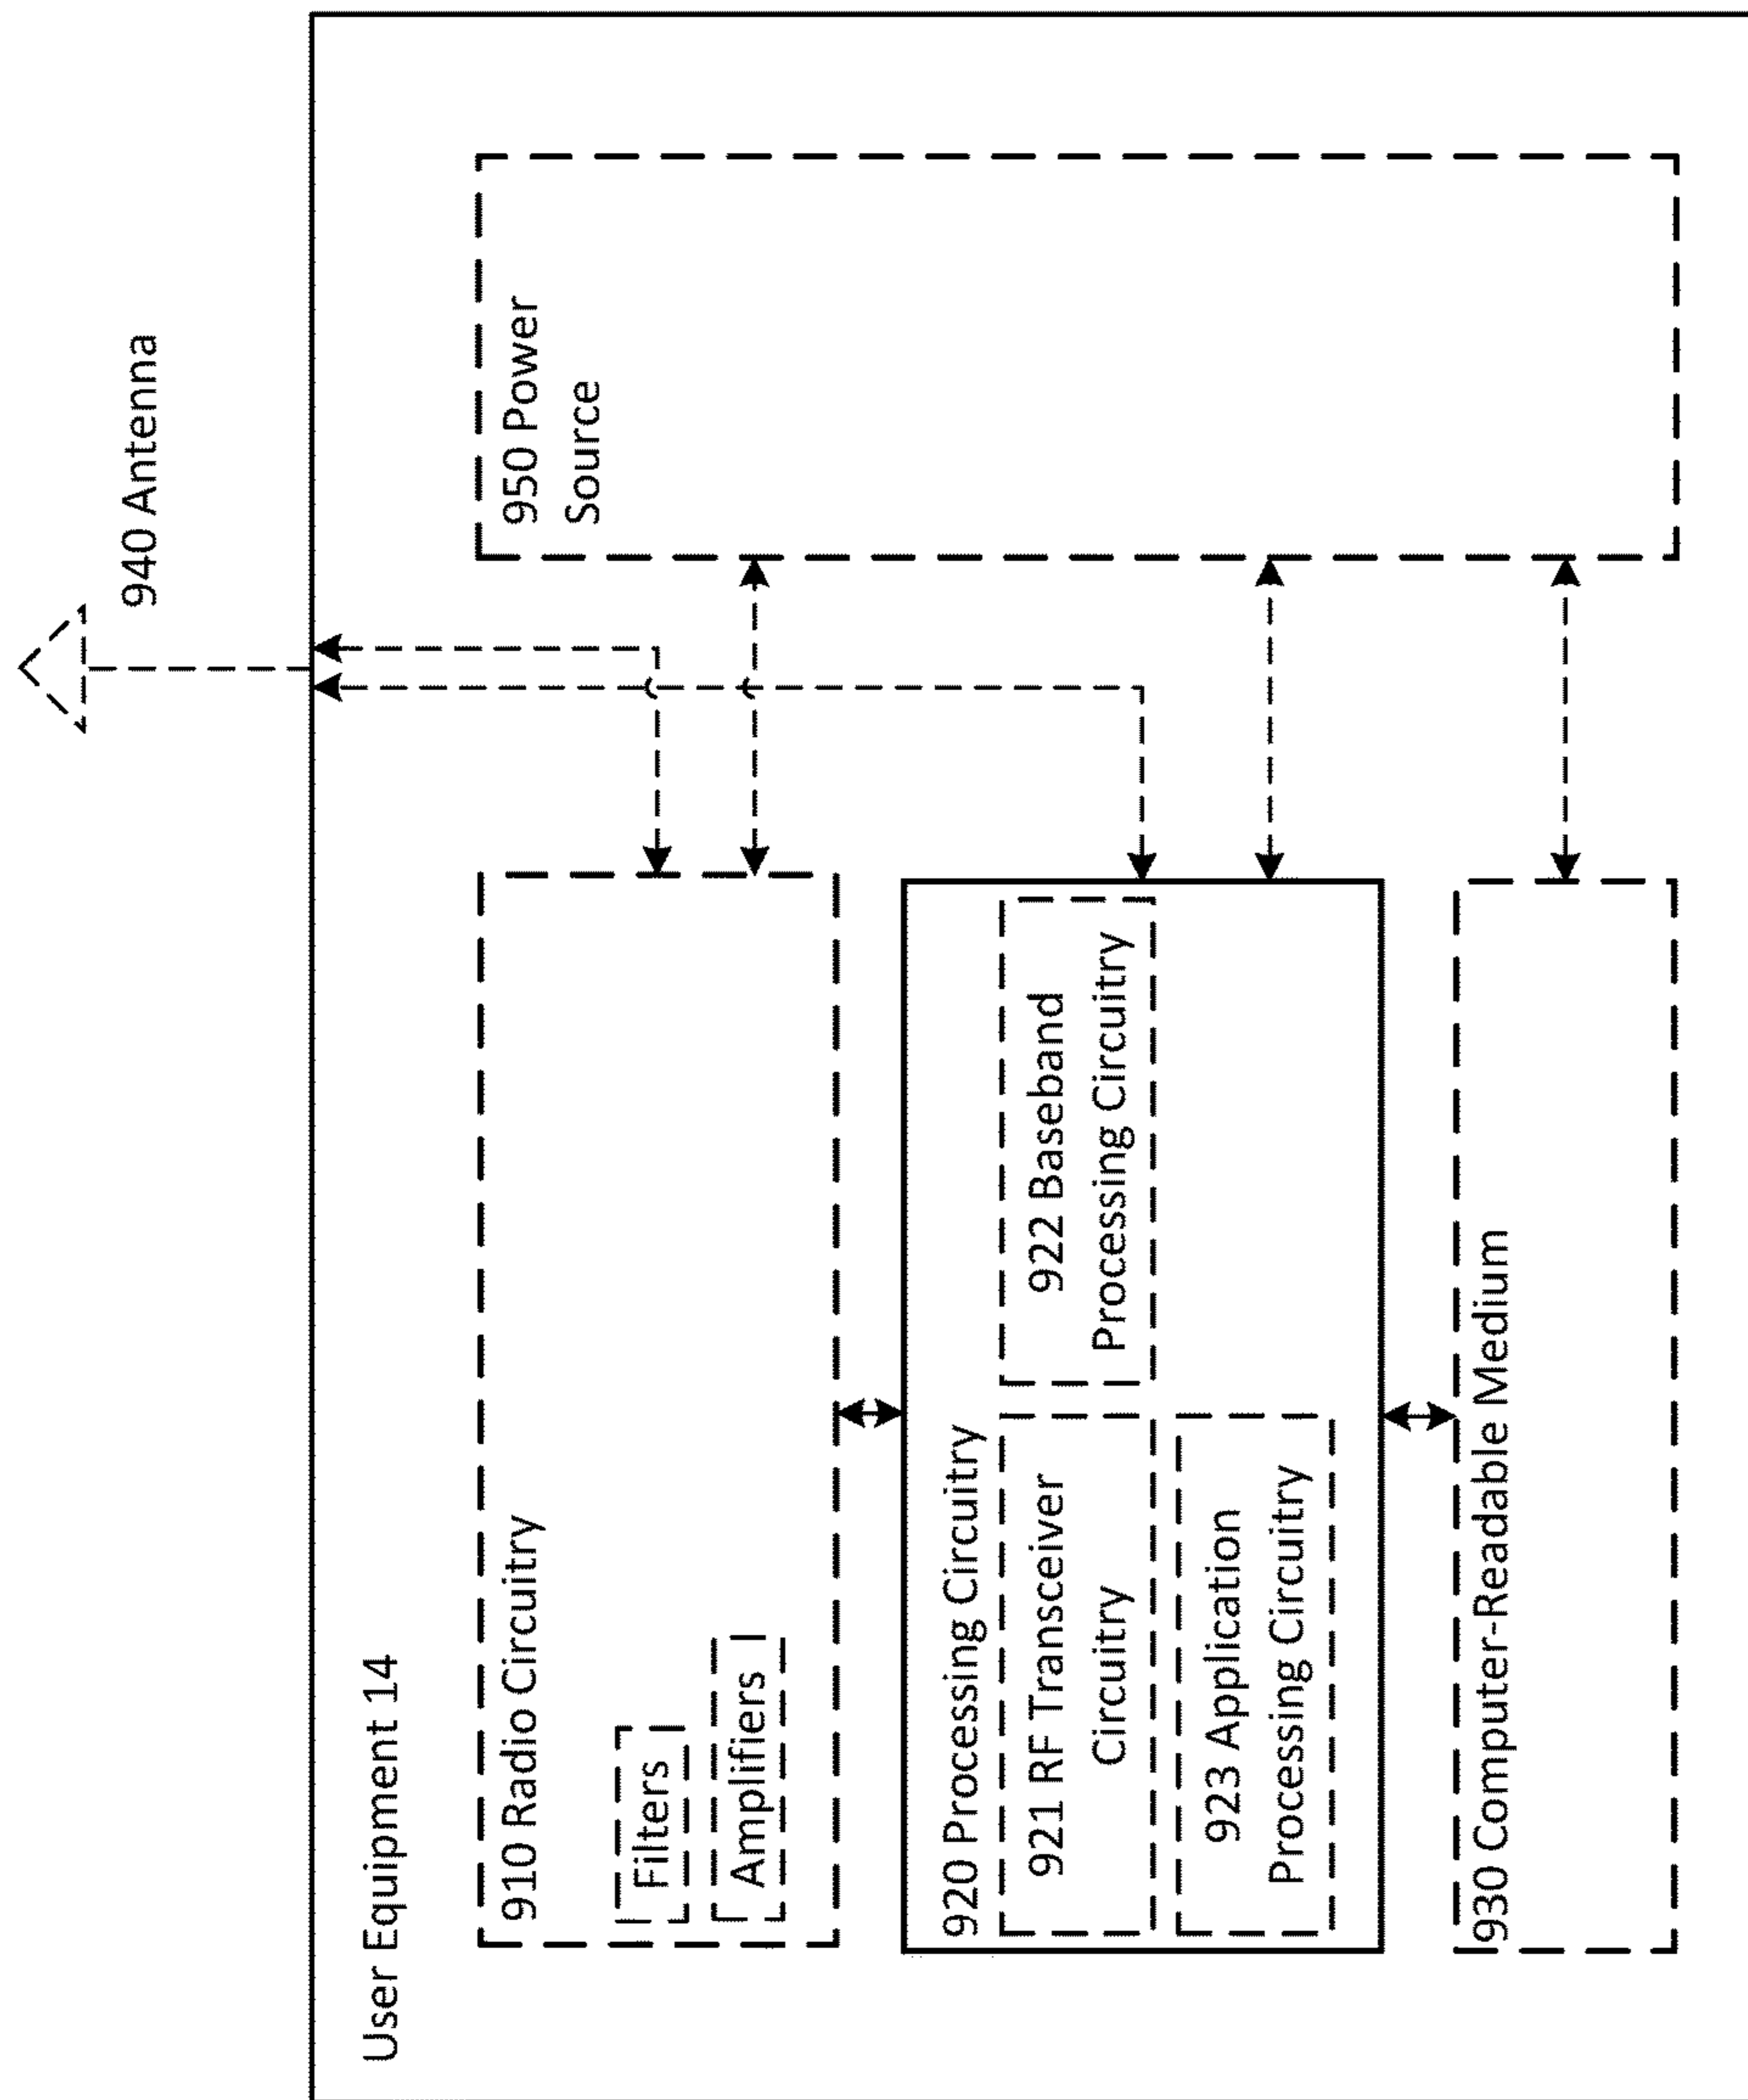 940 Antenna
User Equipment 14
910 Radio Circuitry
Filters
Amplifiers
950 Power
Source
920 Processing Circuitry
921 RF Transceiver
Circuitry
922 Baseband
Processing Circuitry
923 Application
Processing Circuitry
930 Computer-Readable Medium